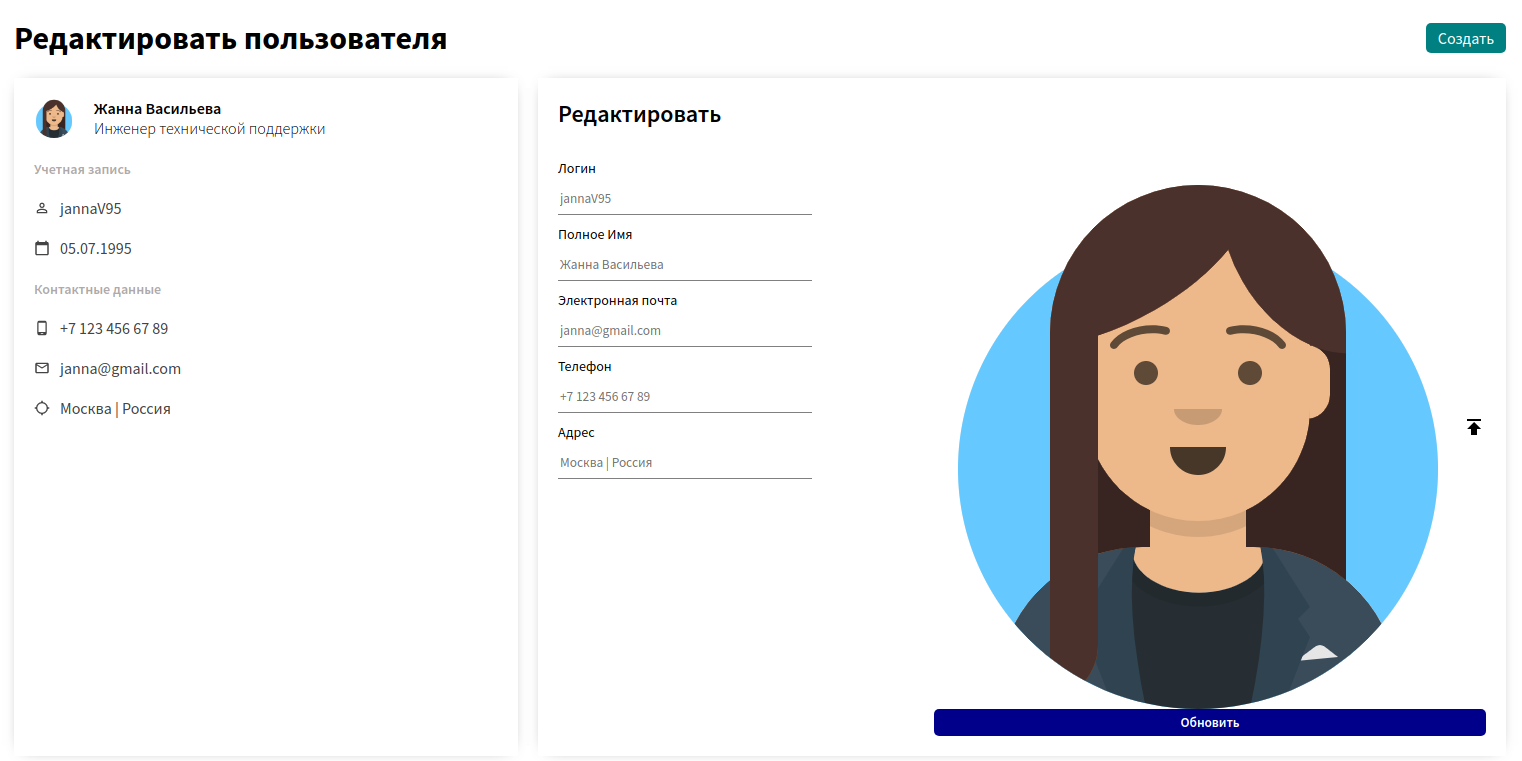 Редактировать пользователя
Создать
Жанна Васильева
Инженер технической поддержки
Учетная запись
jannaV95
05.07.1995
Контактные данные
+7 123 456 67 89
janna@gmail.com
Москва | Россия
Редактировать
Логин
jannaV95
Полное Имя
Жанна Васильева
Электронная почта
janna@gmail.com
Телефон
+7 123 456 67 89
Адрес
Москва | Россия
Обновить